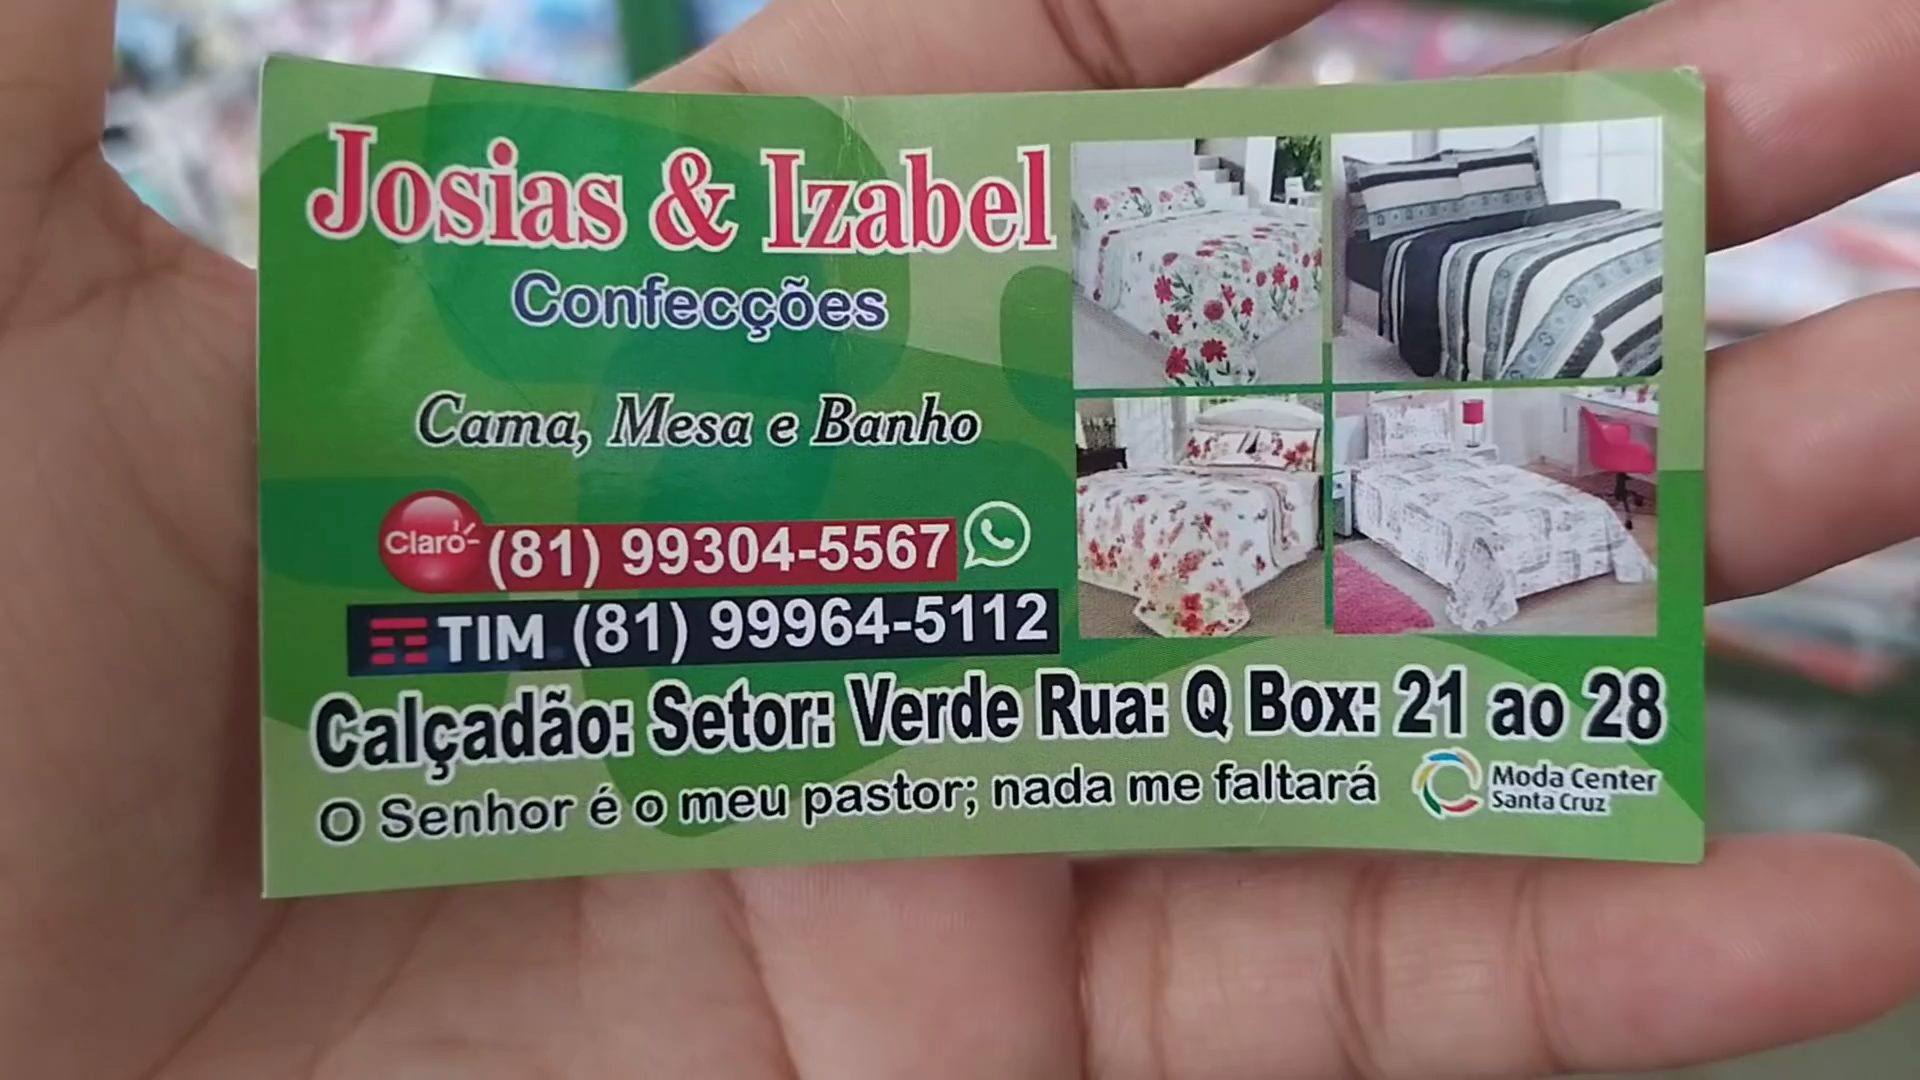 Josias & Izabel
Confecções
Cama, Mesa e Banho
Claro (81) 99304-5567
TIM (81) 99964-5112
Calçadão: Setor: Verde Rua: Q Box: 21 ao 28
O Senhor é o meu pastor; nada me faltará
Moda Center
Santa Cruz